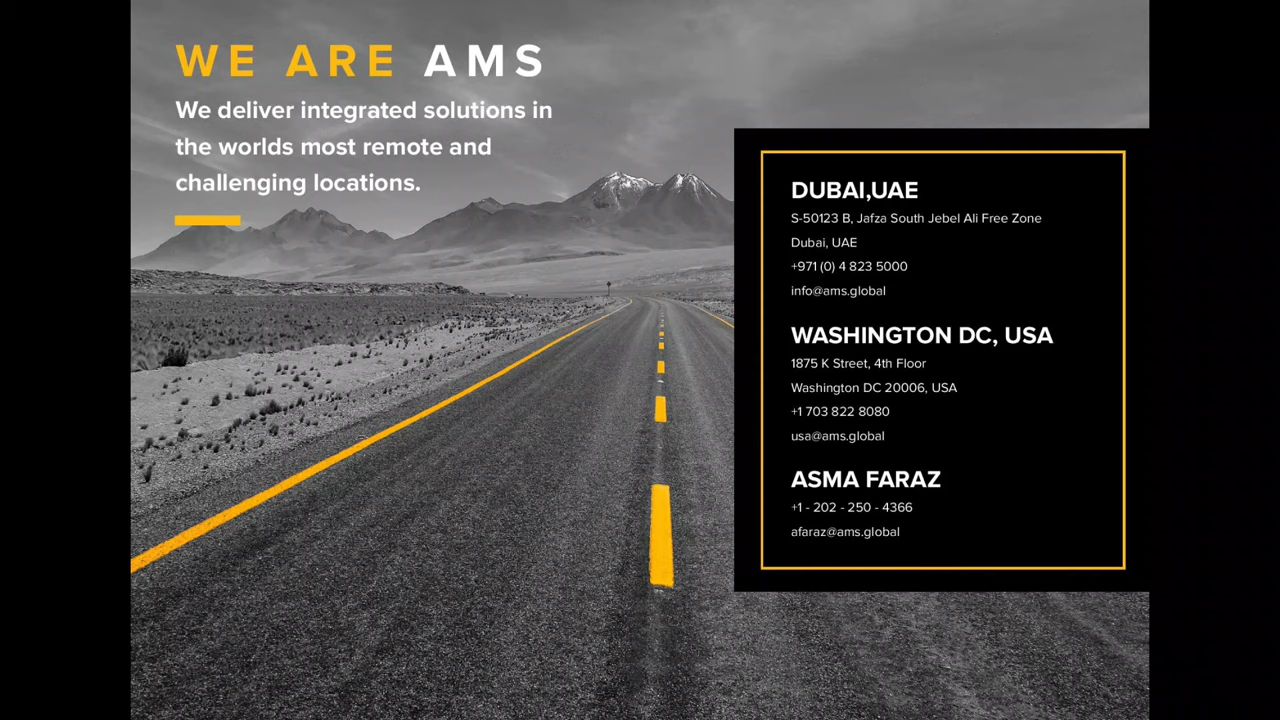 WE ARE AMS
We deliver integrated solutions in
the worlds most remote and
challenging locations.
DUBAI,UAE
S-50123 B, Jafza South Jebel Ali Free Zone
Dubai, UAE
+971 (0) 4 823 5000
info@ams.global
WASHINGTON DC, USA
1875 K Street, 4th Floor
Washington DC 20006, USA
+1 703 822 8080
usa@ams.global
ASMA FARAZ
+1 - 202 - 250 - 4366
afaraz@ams.global